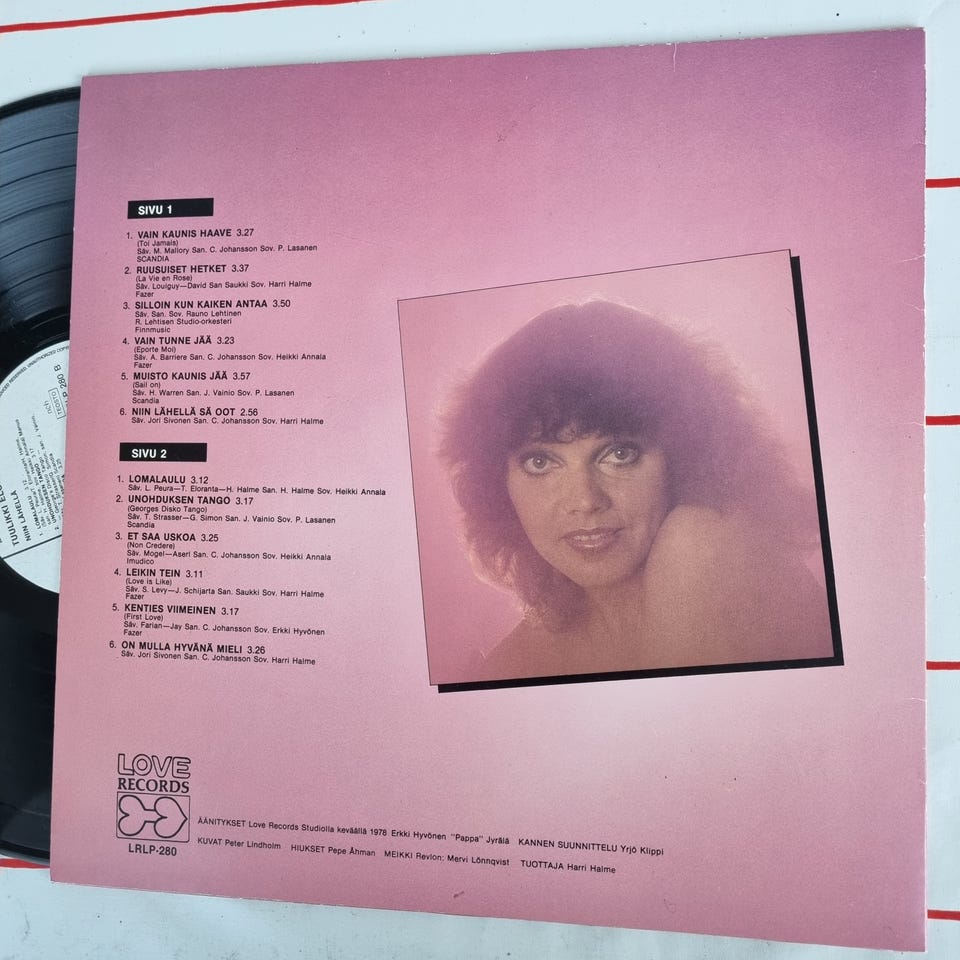 SIVU 1
1. VAIN KAUNIS HAAVE 3.27
(Toi Jamais)
Säv. M. Mallory San. C. Johansson Sov. P. Lasanen
SCANDIA
2. RUUSUISET HETKET 3.37
(La Vie en Rose)
Säv. Louiguy—David San Saukki Sov. Harri Halme
Fazer
3. SILLOIN KUN KAIKEN ANTAA 3.50
Säv. San. Sov. Rauno Lehtinen
R. Lehtisen Studio-orkesteri
Finnmusic
4. VAIN TUNNE JÄÄ 3.23
(Eporte Moi)
Säv. A. Barriere San. C. Johansson Sov. Heikki Annala
Fazer
5. MUISTO KAUNIS JÄÄ 3.57
(Sail on)
Säv. H. Warren San. J. Vainio Sov. P. Lasanen
Scandia
6. NIIN LÄHELLÄ SÄ OOT 2.56
Säv. Jori Sivonen San. C. Johansson Sov. Harri Halme
SIVU 2
1. LOMALAULU 3.12
Säv. L. Peura—T. Eloranta—H. Halme San. H. Halme Sov. Heikki Annala
2. UNOHDUKSEN TANGO 3.17
(Georges Disko Tango)
Säv. T. Strasser—G. Simon San. J. Vainio Sov. P. Lasanen
Scandia
3. ET SAA USKOA 3.25
(Non Credere)
Säv. Mogel—Aserl San. C. Johansson Sov. Heikki Annala
Imudico
4. LEIKIN TEIN 3.11
(Love is Like)
Säv. S. Levy—J. Schijarta San. Saukki Sov. Harri Halme
Fazer
5. KENTIES VIIMEINEN 3.17
(First Love)
Säv. Farian—Jay San. C. Johansson Sov. Erkki Hyvönen
Fazer
6. ON MULLA HYVÄNÄ MIELI 3.26
Säv. Jori Sivonen San. C. Johansson Sov. Harri Halme
LOVE
RECORDS
LRLP-280
ÄÄNITYKSET Love Records Studiolla keväällä 1978 Erkki Hyvönen "Pappa" Jyrälä KANNEN SUUNNITTELU Yrjö Klippi
KUVAT Peter Lindholm HIUKSET Pepe Åhman MEIKKI Revlon: Mervi Lönnqvist TUOTTAJA Harri Halme
TUULIKKI
NIIN LÄHELLÄ
280 B
TEOSTO
ncb